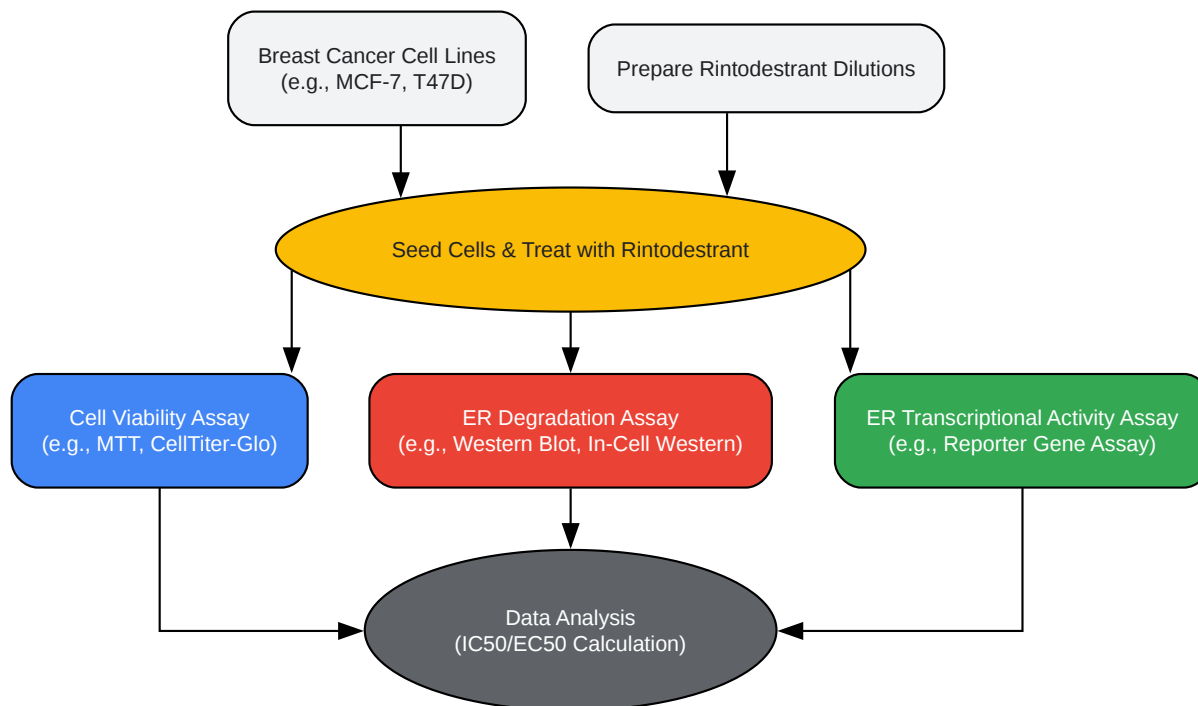 Breast Cancer Cell Lines
(e.g., MCF-7, T47D)
Prepare Rintodestrant Dilutions
Seed Cells & Treat with Rintodestrant
Cell Viability Assay
(e.g., MTT, CellTiter-Glo)
ER Degradation Assay
(e.g., Western Blot, In-Cell Western)
ER Transcriptional Activity Assay
(e.g., Reporter Gene Assay)
Data Analysis
(IC50/EC50 Calculation)